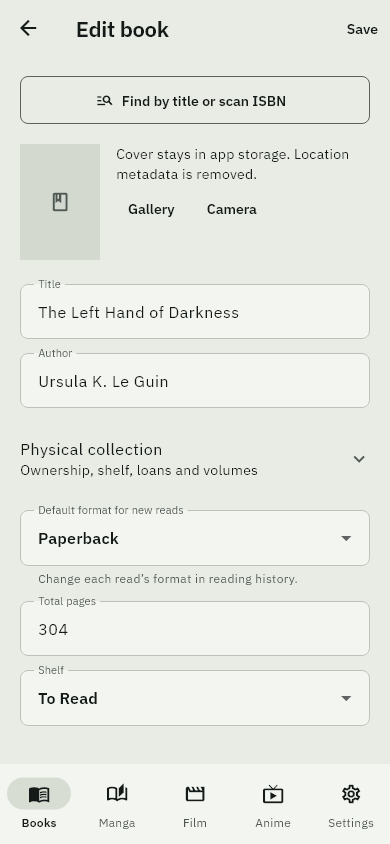 Edit book
Save
Find by title or scan ISBN
Cover stays in app storage. Location
metadata is removed.
Gallery
Camera
Title
The Left Hand of Darkness
Author
Ursula K. Le Guin
Physical collection
Ownership, shelf, loans and volumes
Default format for new reads
Paperback
Change each read's format in reading history.
Total pages
304
Shelf
To Read
Books
Manga
Film
Anime
Settings